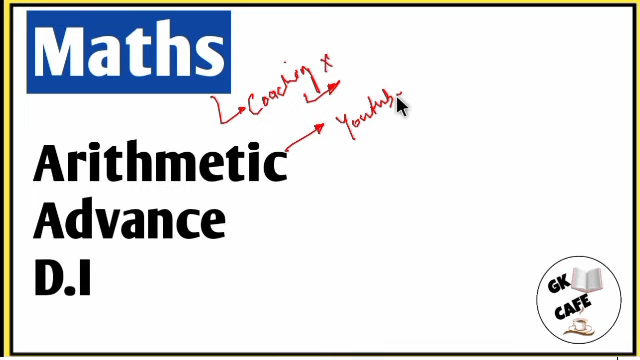 Maths
Coaching x
Youtub
Arithmetic
Advance
D.I
GK
CAFE